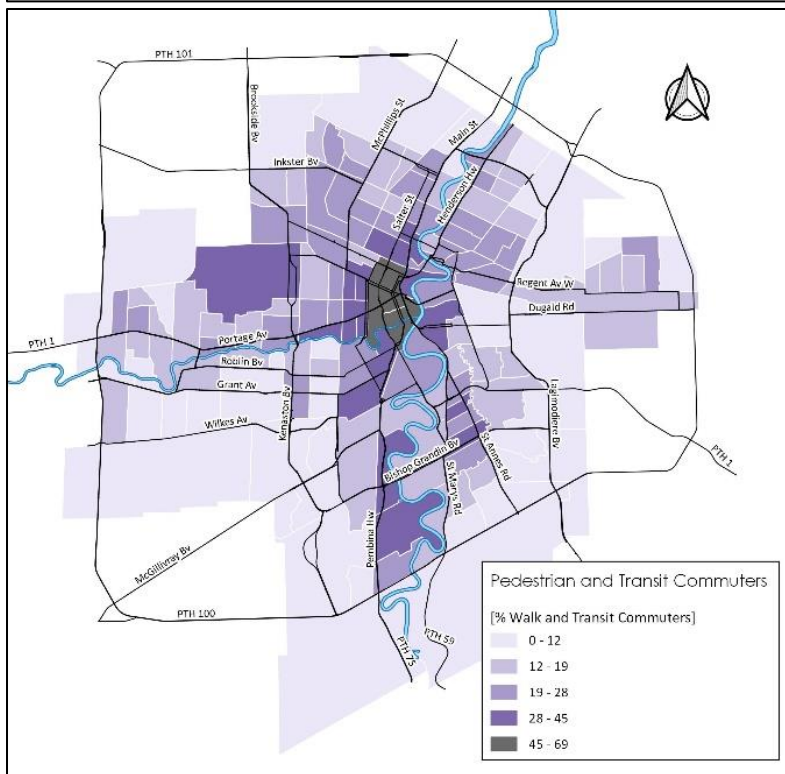 PTH 101
Brookside Bv
McPhillips St
Main St
Inkster Bv
Salter St
Henderson Hw
Regent Av W
Dugald Rd
PTH 1
Portage Av
Roblin Bv
Grant Av
Kenaston Bv
Wilkes Av
Lagimodiere Bv
Bishop Grandin Bv
St Annes Rd
St Marys Rd
PTH 1
Pembina Hw
McGillivray Bv
PTH 100
PTH 59
PTH 75
Pedestrian and Transit Commuters
[% Walk and Transit Commuters]
0 - 12
12 - 19
19 - 28
28 - 45
45 - 69